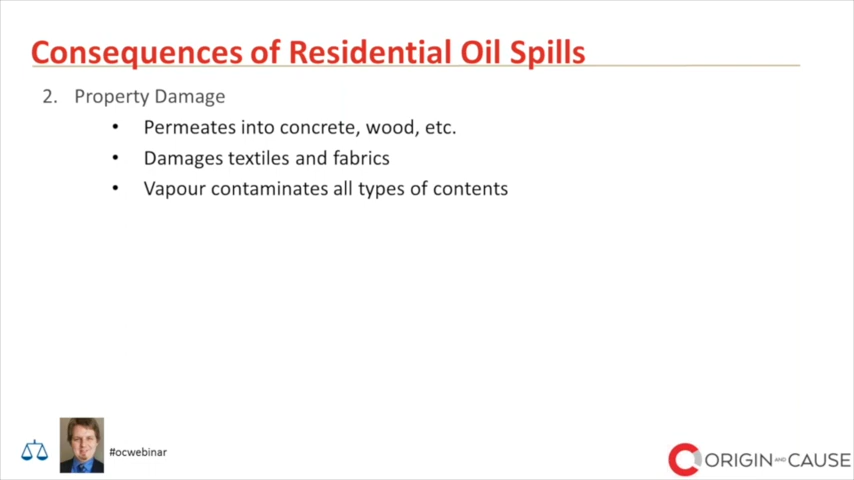 Consequences of Residential Oil Spills
2. Property Damage
• Permeates into concrete, wood, etc.
• Damages textiles and fabrics
• Vapour contaminates all types of contents
#ocwebinar
ORIGIN AND CAUSE